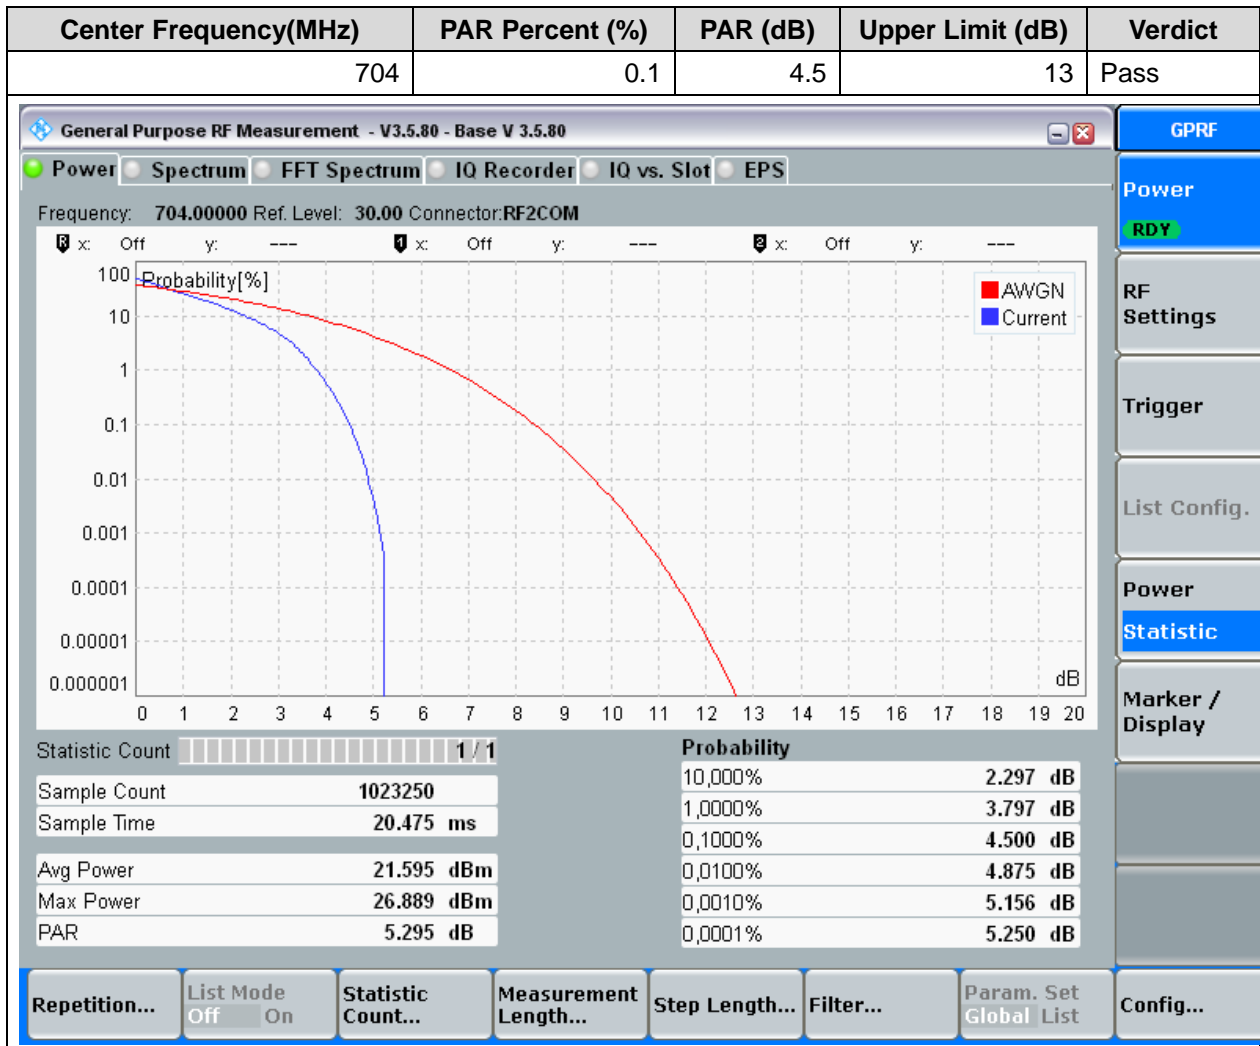 Center Frequency(MHz) PAR Percent (%) PAR (dB) Upper Limit (dB) Verdict
704 0.1 4.5 13 Pass
General Purpose RF Measurement - V3.5.80 - Base V 3.5.80
GPRF
Power Spectrum FFT Spectrum IQ Recorder IQ vs. Slot EPS
Power
RDY
Frequency: 704.00000 Ref. Level: 30.00 Connector:RF2COM
R x: Off y: --- 1 x: Off y: --- 2 x: Off y: ---
100 Probability[%]
AWGN
Current
10
1
0.1
0.01
0.001
0.0001
0.00001
0.000001
dB
0 1 2 3 4 5 6 7 8 9 10 11 12 13 14 15 16 17 18 19 20
RF
Settings
Trigger
List Config.
Power
Statistic
Marker /
Display
Statistic Count 1 / 1
Sample Count 1023250
Sample Time 20.475 ms
Avg Power 21.595 dBm
Max Power 26.889 dBm
PAR 5.295 dB
Probability
10,000% 2.297 dB
1,0000% 3.797 dB
0,1000% 4.500 dB
0,0100% 4.875 dB
0,0010% 5.156 dB
0,0001% 5.250 dB
Repetition...
List Mode
Off On
Statistic
Count...
Measurement
Length...
Step Length...
Filter...
Param. Set
Global List
Config...